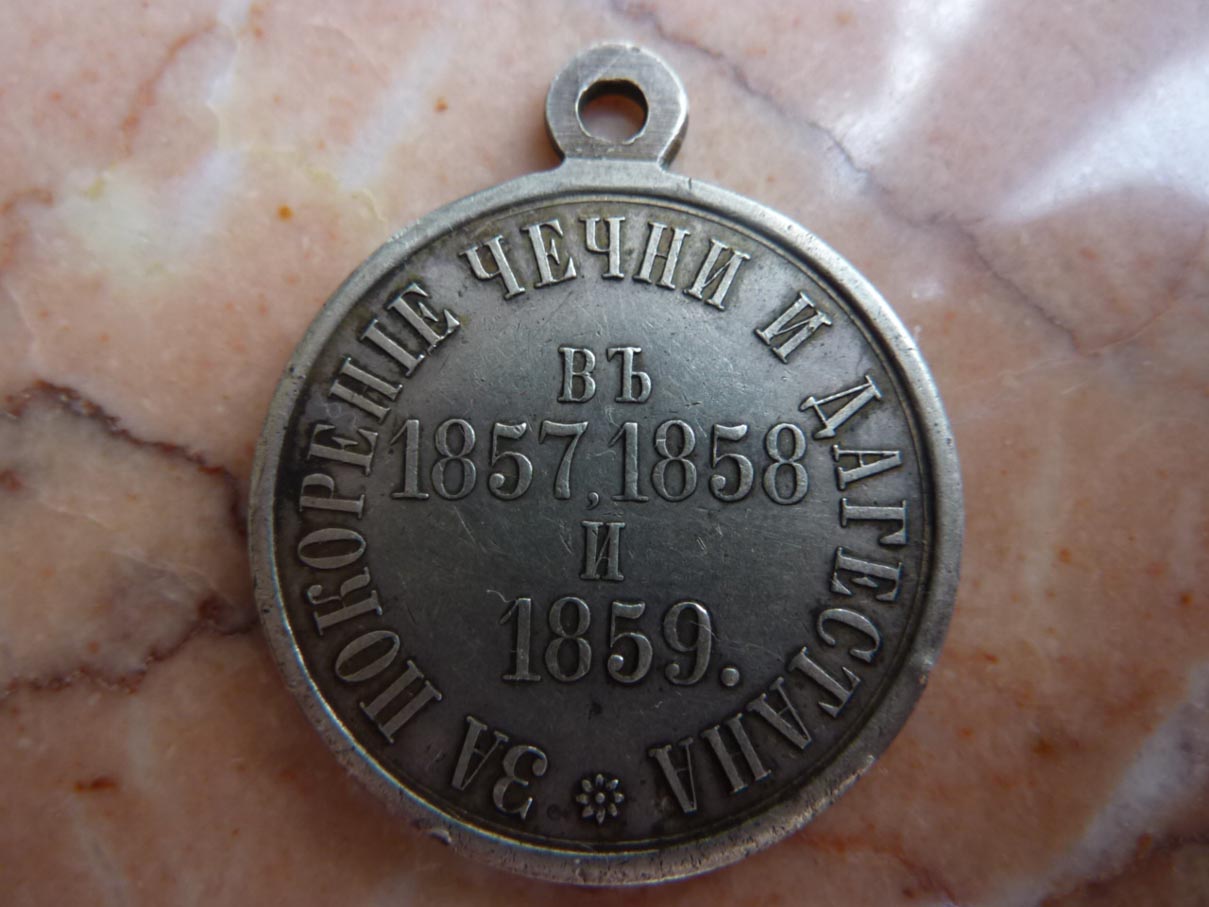 ЗА ПОКОРЕНІЕ ЧЕЧНИ И ДАГЕСТАНА
ВЪ
1857, 1858
И
1859.